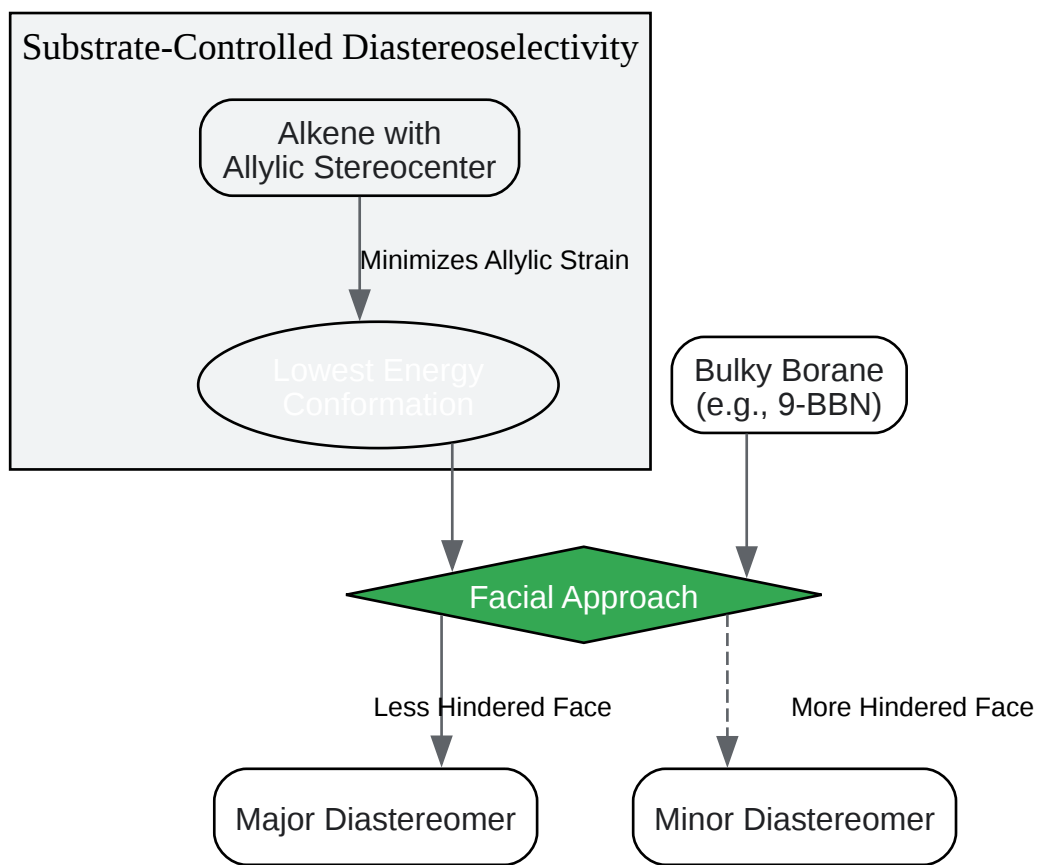 Substrate-Controlled Diastereoselectivity
Alkene with
Allylic Stereocenter
Minimizes Allylic Strain
Lowest Energy
Conformation
Bulky Borane
(e.g., 9-BBN)
Facial Approach
Less Hindered Face
More Hindered Face
Major Diastereomer
Minor Diastereomer